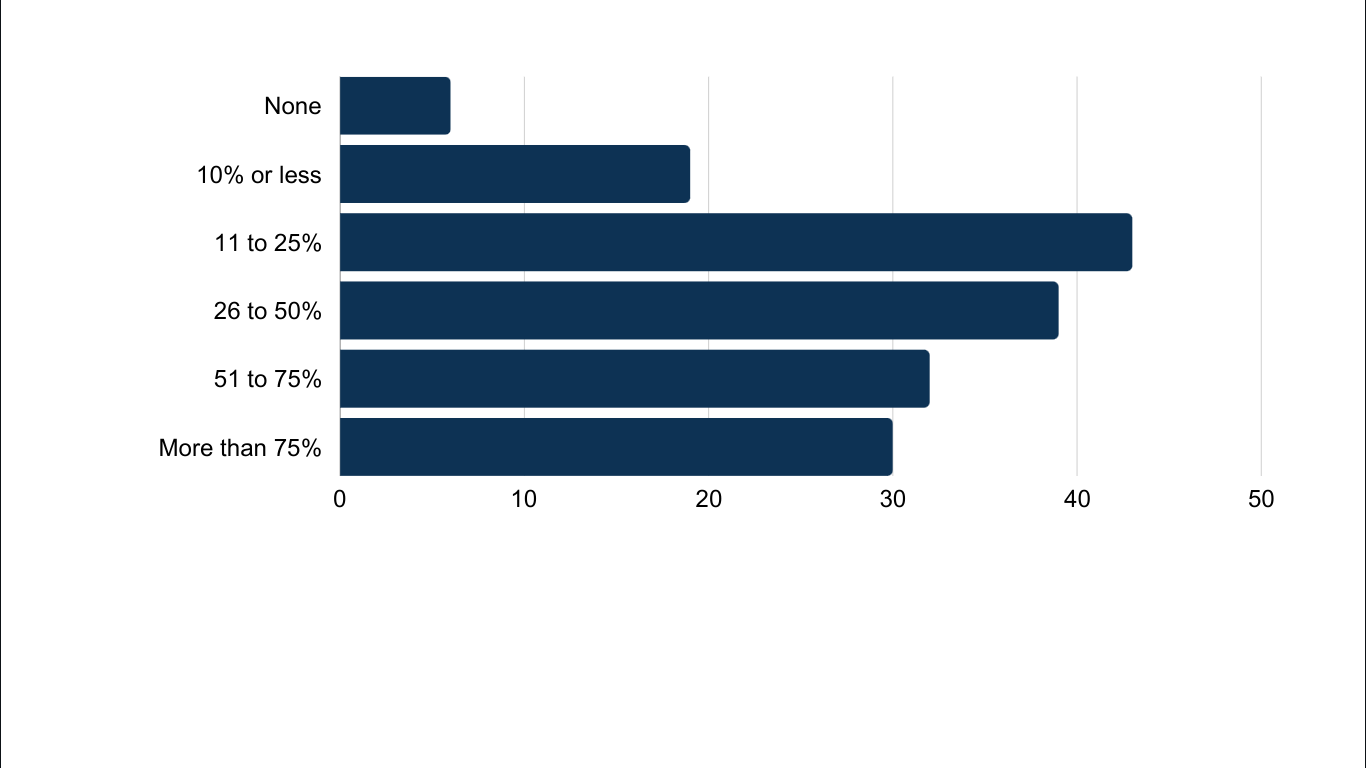 None
10% or less
11 to 25%
26 to 50%
51 to 75%
More than 75%
0 10 20 30 40 50